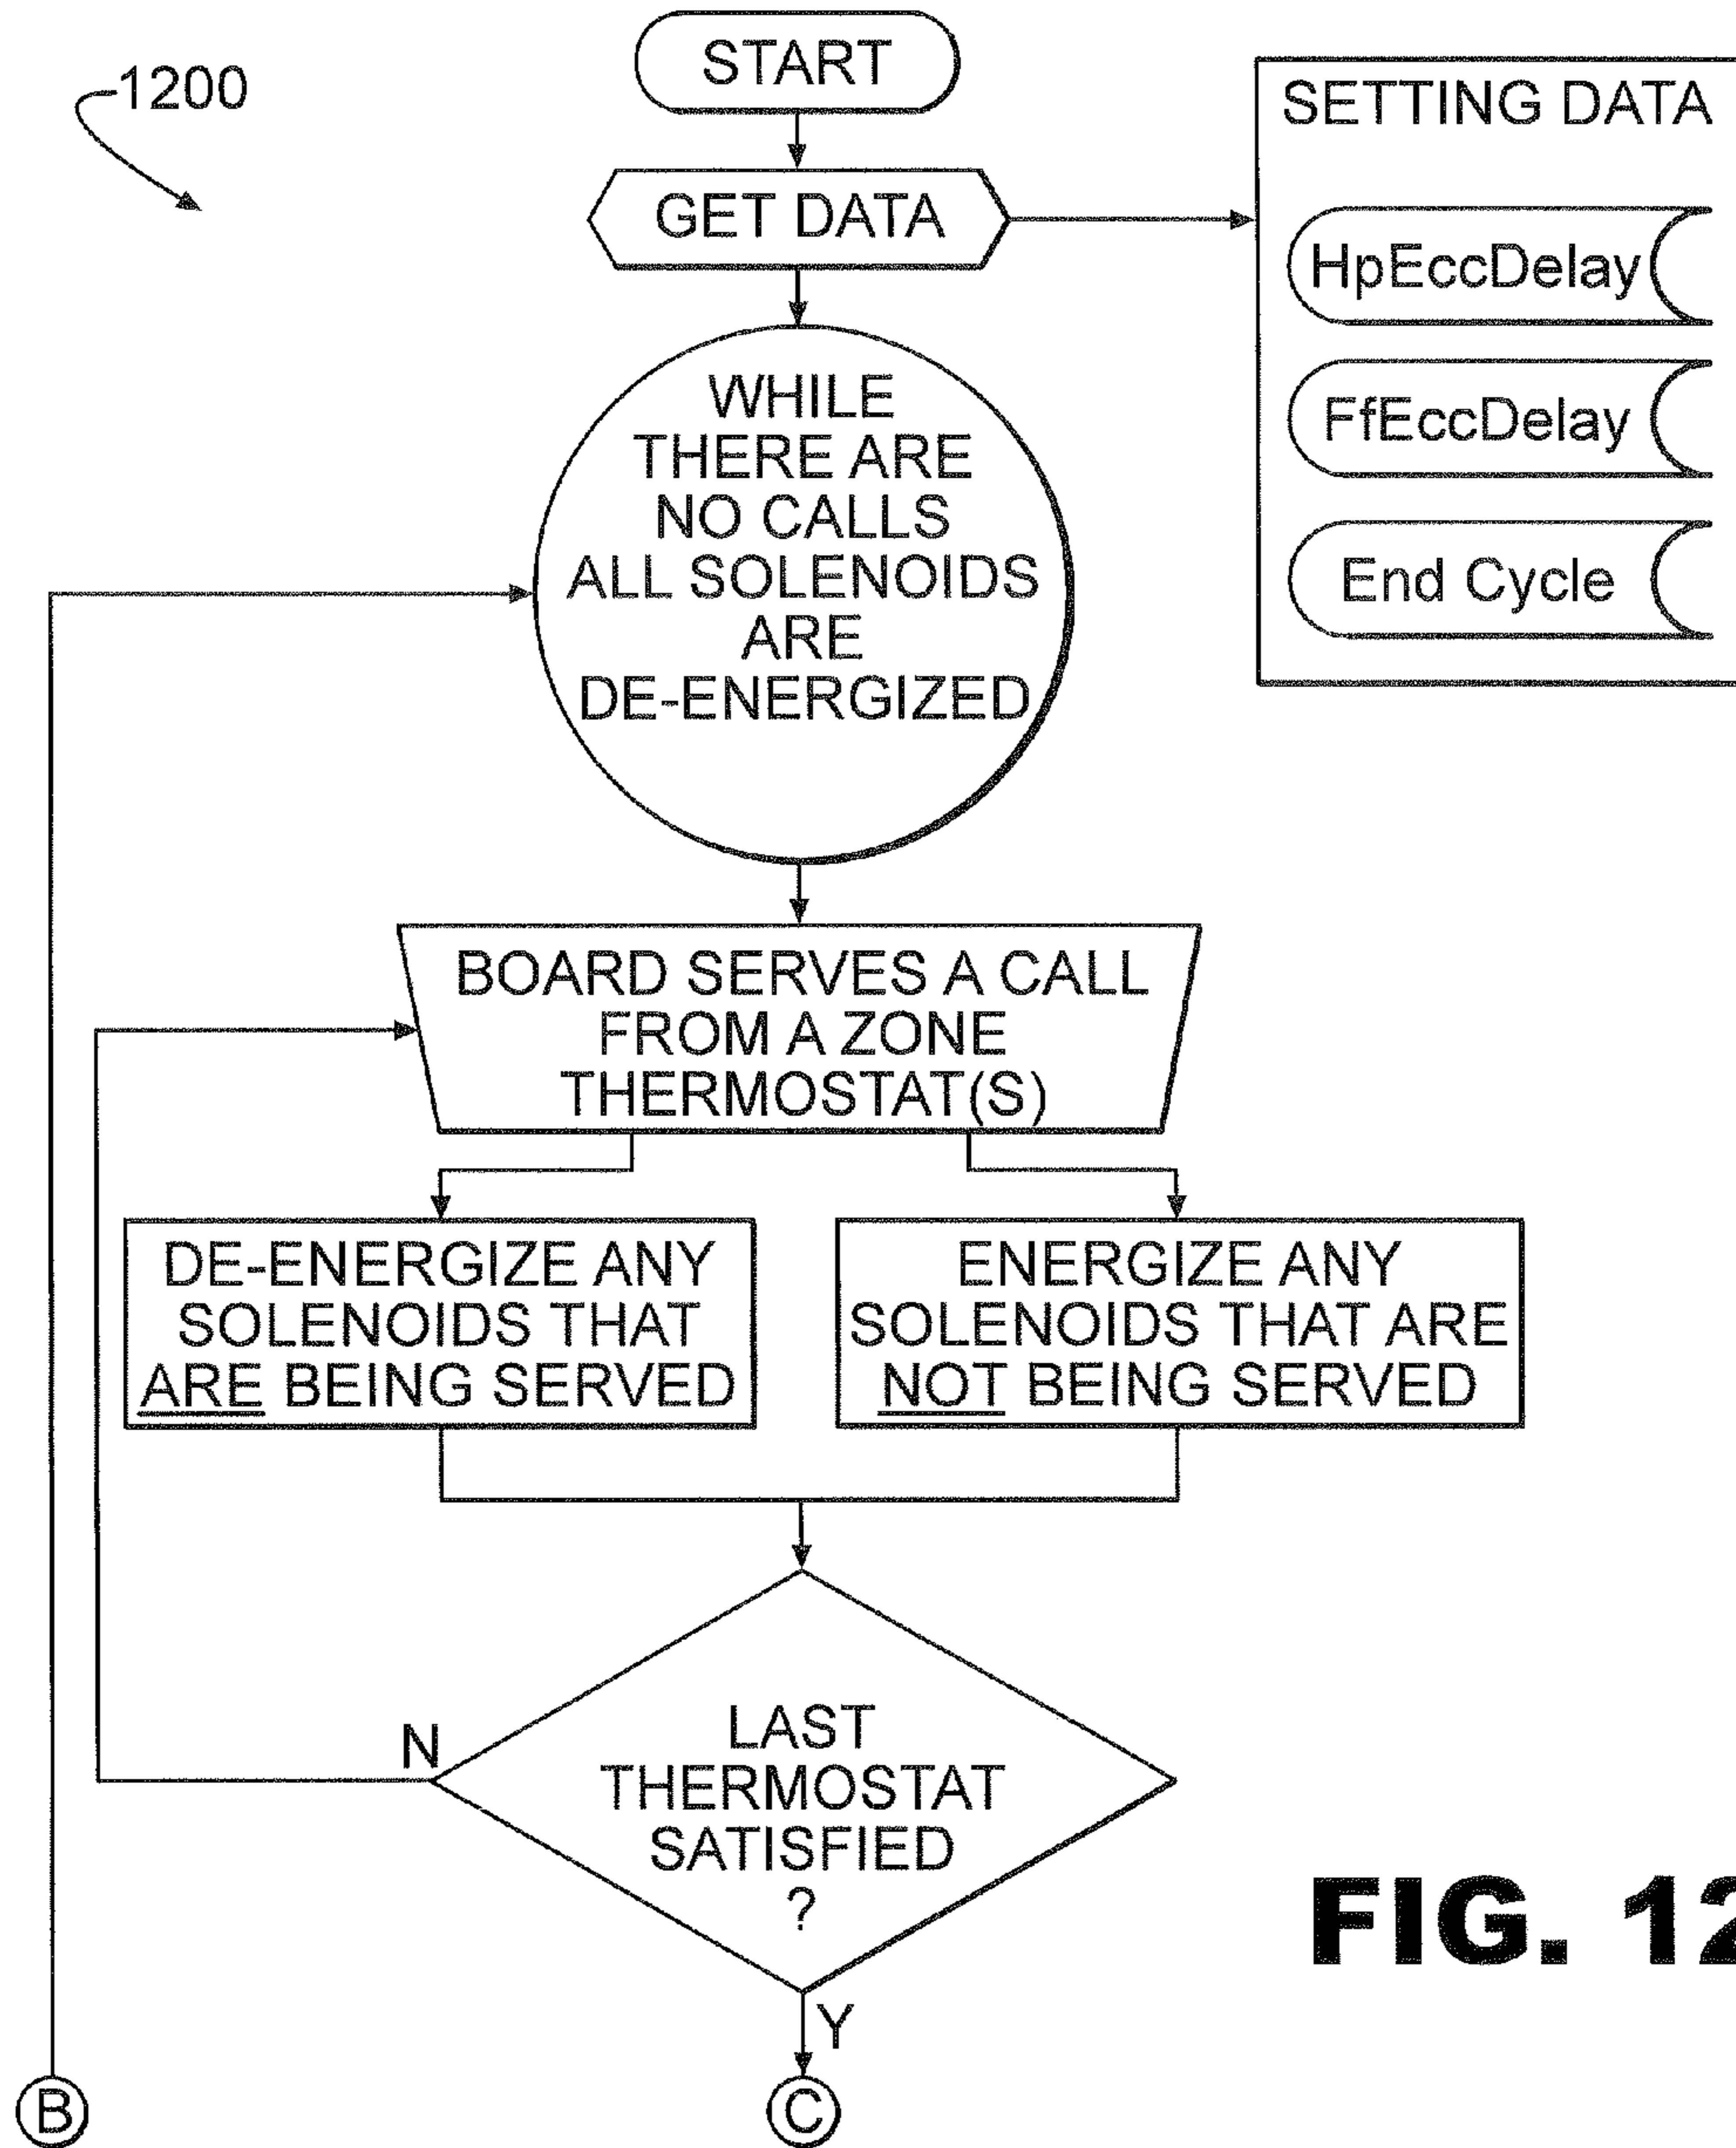 1200
START
SETTING DATA
GET DATA
HpEccDelay
FfEccDelay
End Cycle
WHILE
THERE ARE
NO CALLS
ALL SOLENOIDS
ARE
DE-ENERGIZED
BOARD SERVES A CALL
FROM A ZONE
THERMOSTAT(S)
DE-ENERGIZE ANY
SOLENOIDS THAT
ARE BEING SERVED
ENERGIZE ANY
SOLENOIDS THAT ARE
NOT BEING SERVED
N
LAST
THERMOSTAT
SATISFIED
?
Y
FIG. 12
B
C